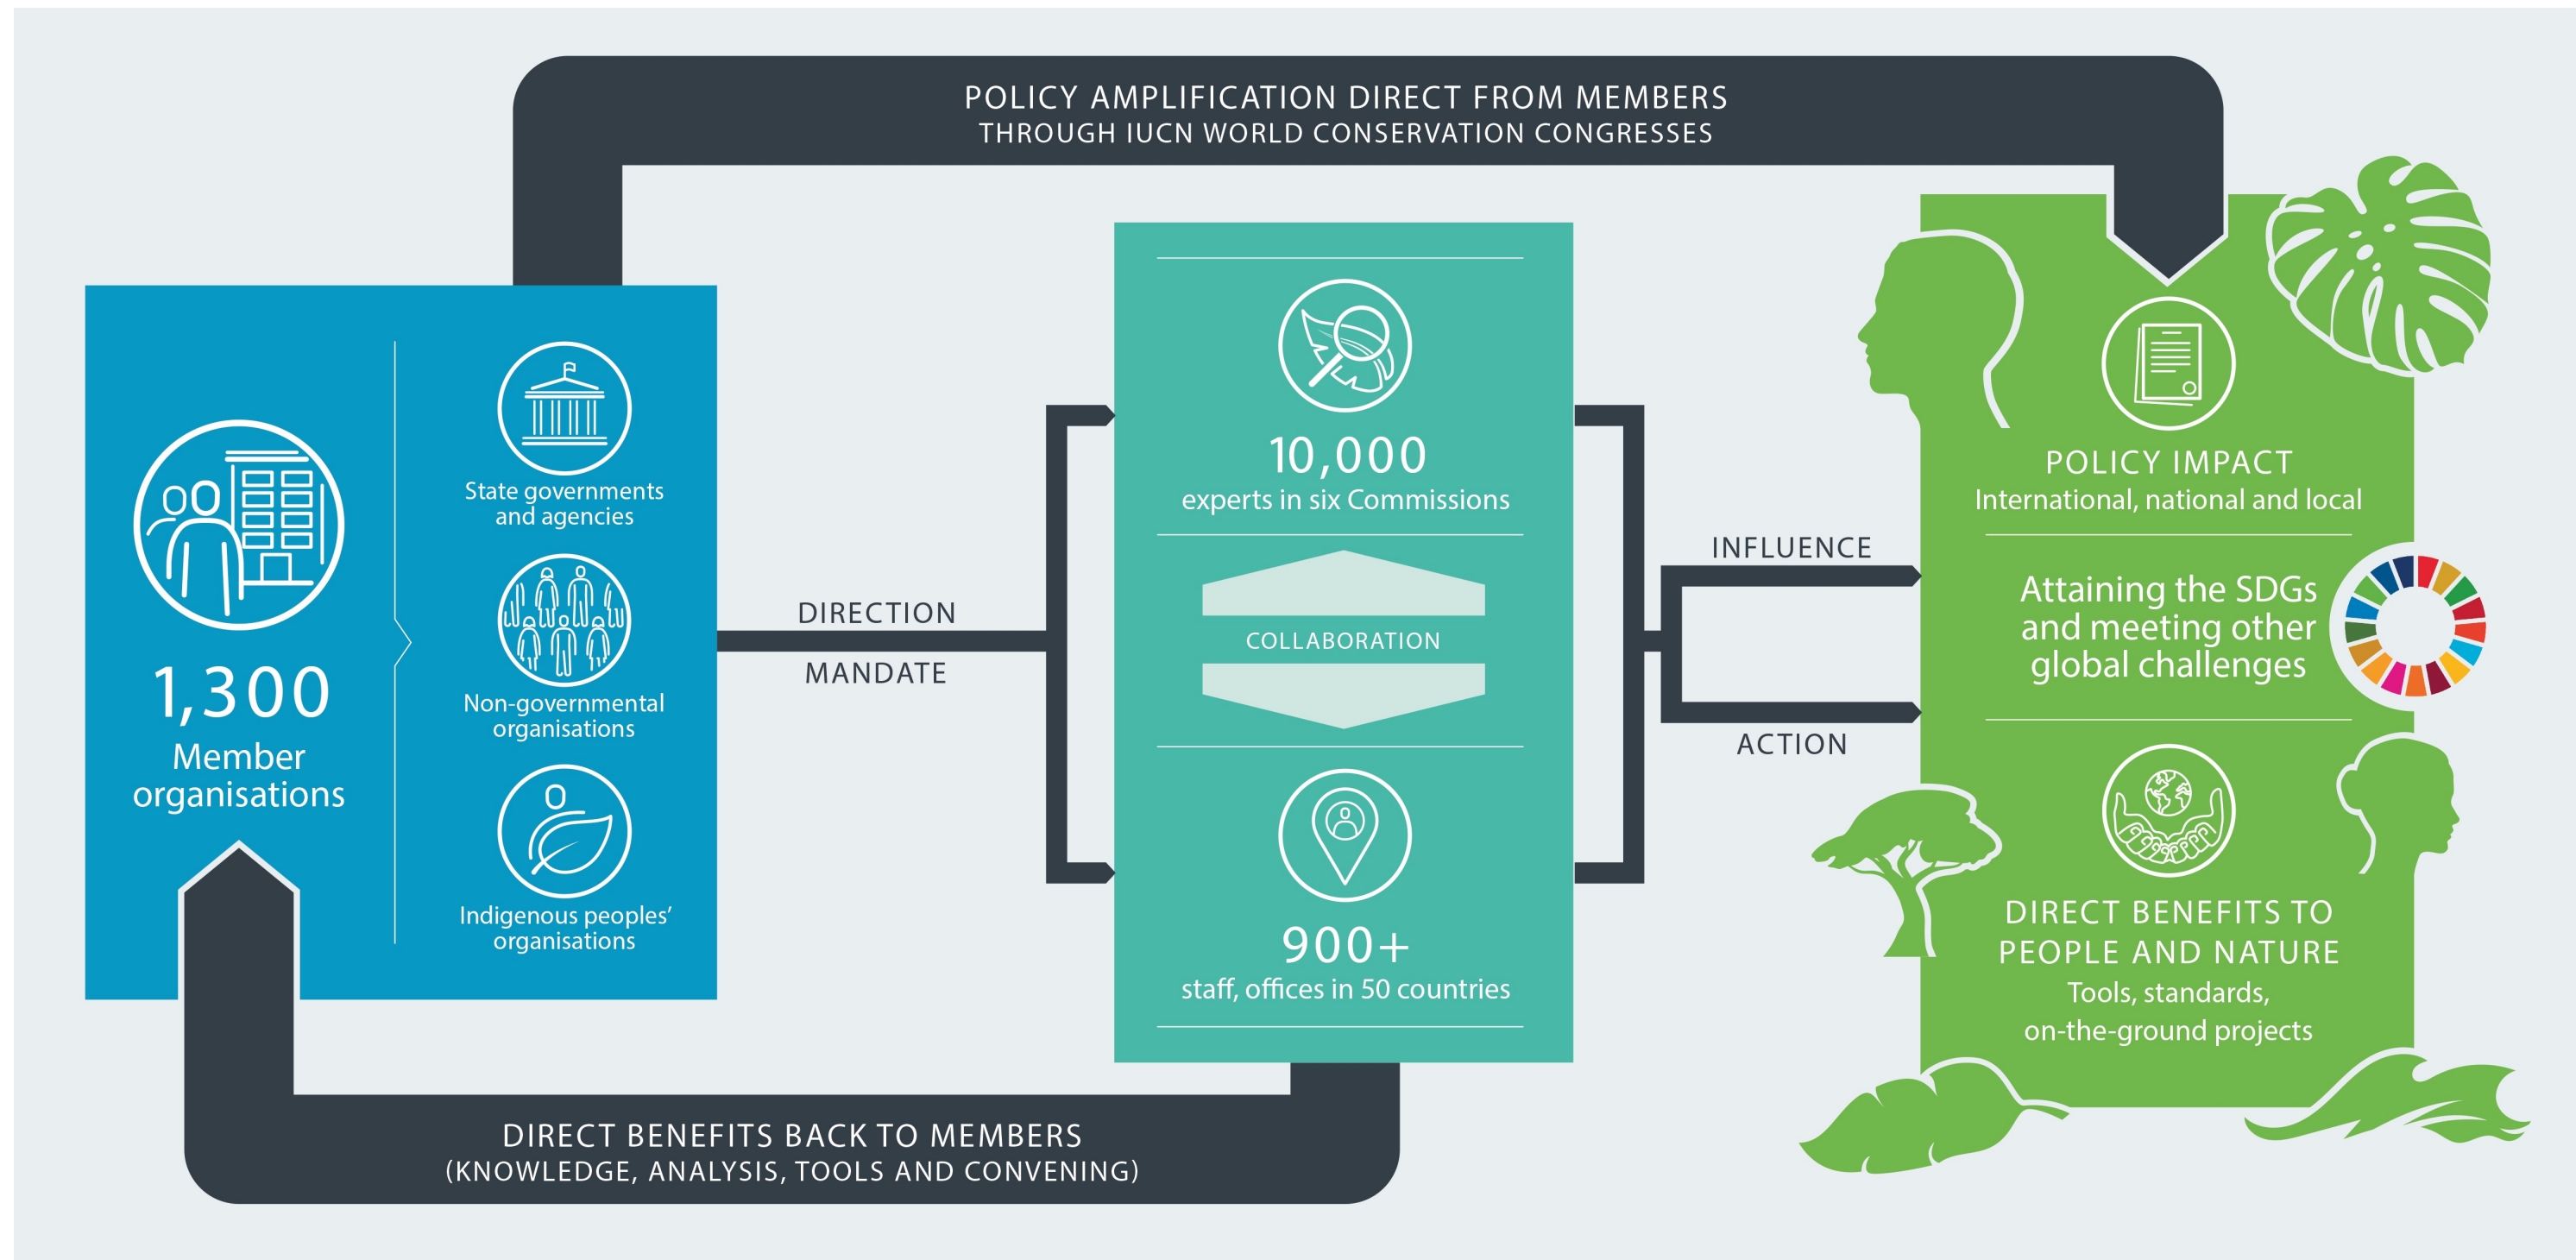 POLICY AMPLIFICATION DIRECT FROM MEMBERS
THROUGH IUCN WORLD CONSERVATION CONGRESSES
1,300
Member
organisations
State governments
and agencies
Non-governmental
organisations
Indigenous peoples’
organisations
DIRECTION
MANDATE
10,000
experts in six Commissions
COLLABORATION
900+
staff, offices in 50 countries
INFLUENCE
ACTION
POLICY IMPACT
International, national and local
Attaining the SDGs
and meeting other
global challenges
DIRECT BENEFITS TO
PEOPLE AND NATURE
Tools, standards,
on-the-ground projects
DIRECT BENEFITS BACK TO MEMBERS
(KNOWLEDGE, ANALYSIS, TOOLS AND CONVENING)